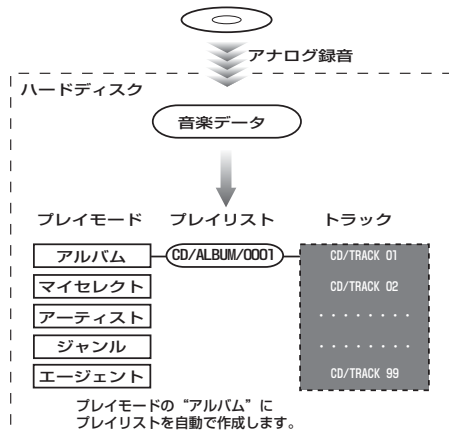 アナログ録音
ハードディスク
音楽データ
プレイモード プレイリスト トラック
アルバム CD/ALBUM/0001 CD/TRACK 01
マイセレクト CD/TRACK 02
アーティスト ........
ジャンル ........
エージェント CD/TRACK 99
プレイモードの“アルバム”に
プレイリストを自動で作成します。